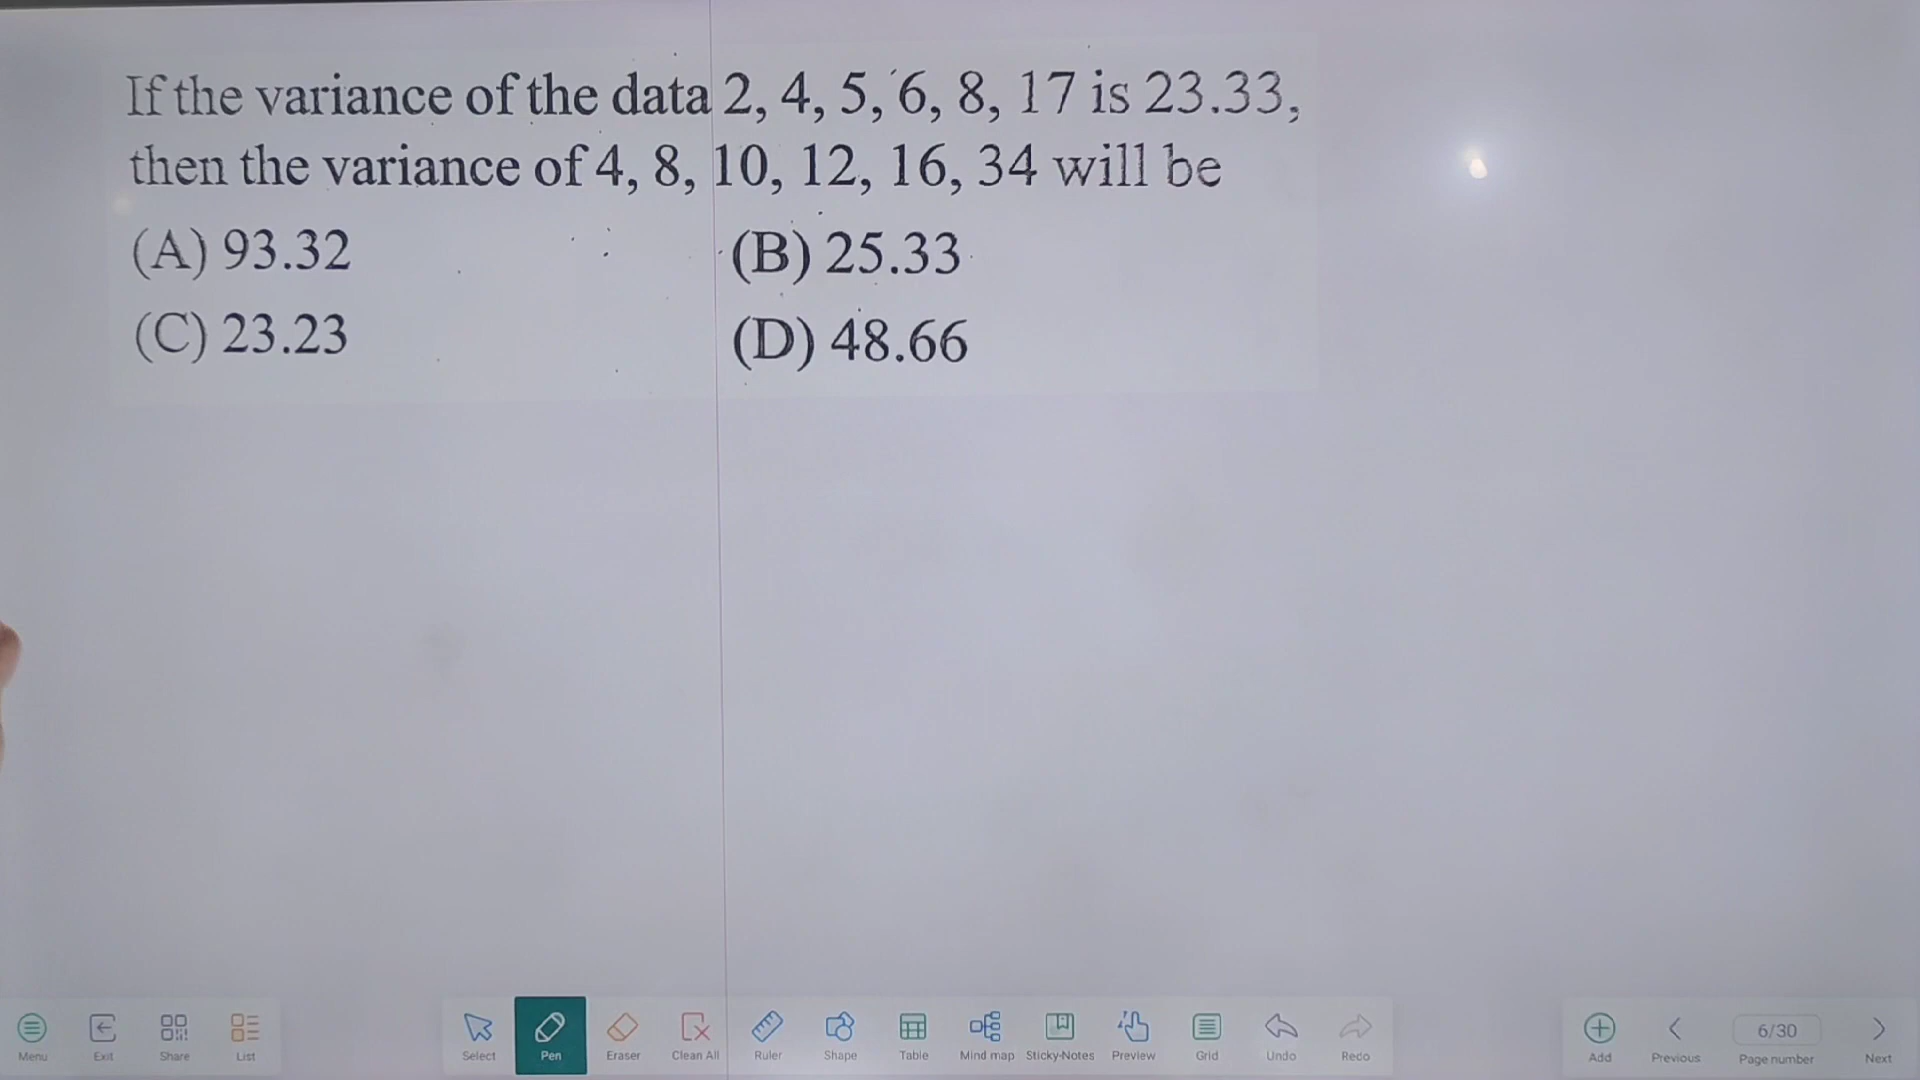 If the variance of the data 2, 4, 5, 6, 8, 17 is 23.33,
then the variance of 4, 8, 10, 12, 16, 34 will be
(A) 93.32 (B) 25.33
(C) 23.23 (D) 48.66
Menu Exit Share List Select Pen Eraser Clean All Ruler Shape Table Mind map Sticky-Notes Preview Grid Undo Redo Add Previous 6/30 Page number Next